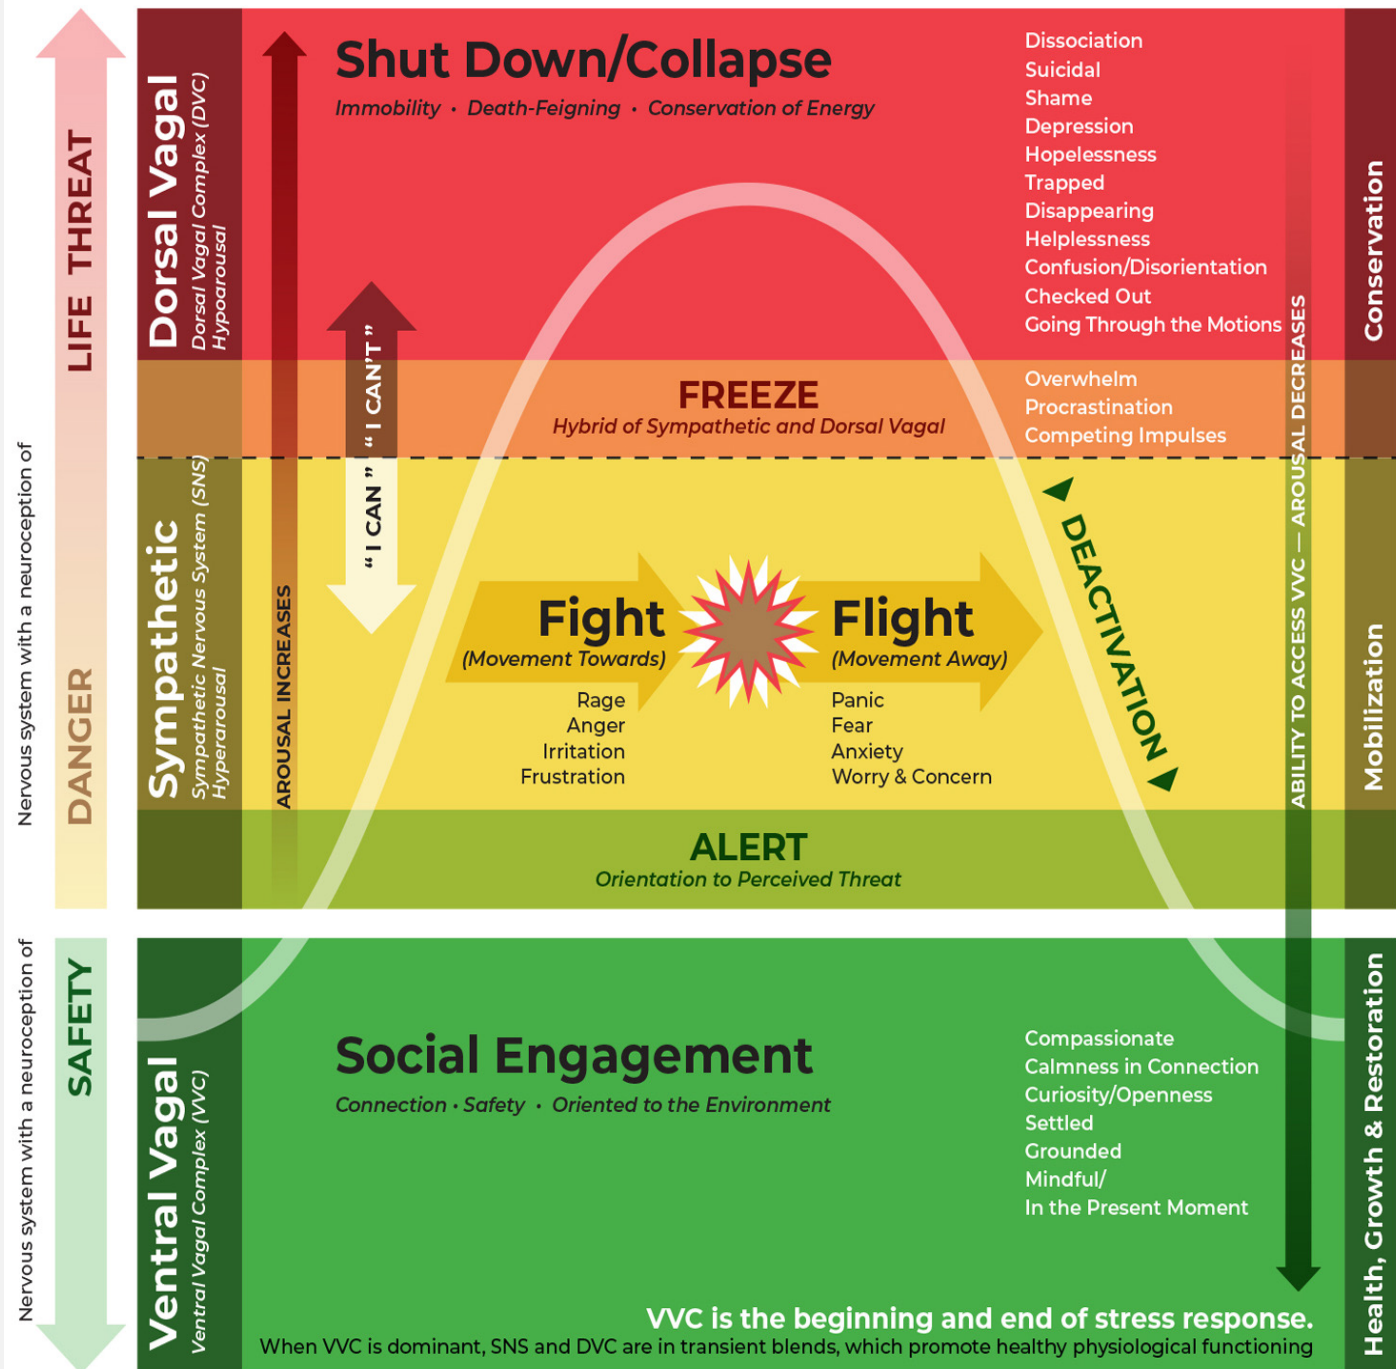 Nervous system with a neuroception of
LIFE THREAT
DANGER
Dorsal Vagal
Dorsal Vagal Complex (DVC)
Hypoarousal
Sympathetic
Sympathetic Nervous System (SNS)
Hyperarousal
AROUSAL INCREASES
Shut Down/Collapse
Immobility • Death-Feigning • Conservation of Energy
Dissociation
Suicidal
Shame
Depression
Hopelessness
Trapped
Disappearing
Helplessness
Confusion/Disorientation
Checked Out
Going Through the Motions
Conservation
“ I CAN’T ”
“ I CAN ”
FREEZE
Hybrid of Sympathetic and Dorsal Vagal
Overwhelm
Procrastination
Competing Impulses
Fight
(Movement Towards)
Rage
Anger
Irritation
Frustration
Flight
(Movement Away)
Panic
Fear
Anxiety
Worry & Concern
DEACTIVATION
ABILITY TO ACCESS VVC — AROUSAL DECREASES
Mobilization
ALERT
Orientation to Perceived Threat
Nervous system with a neuroception of
SAFETY
Ventral Vagal
Ventral Vagal Complex (VVC)
Social Engagement
Connection • Safety • Oriented to the Environment
Compassionate
Calmness in Connection
Curiosity/Openness
Settled
Grounded
Mindful/
In the Present Moment
Health, Growth & Restoration
VVC is the beginning and end of stress response.
When VVC is dominant, SNS and DVC are in transient blends, which promote healthy physiological functioning